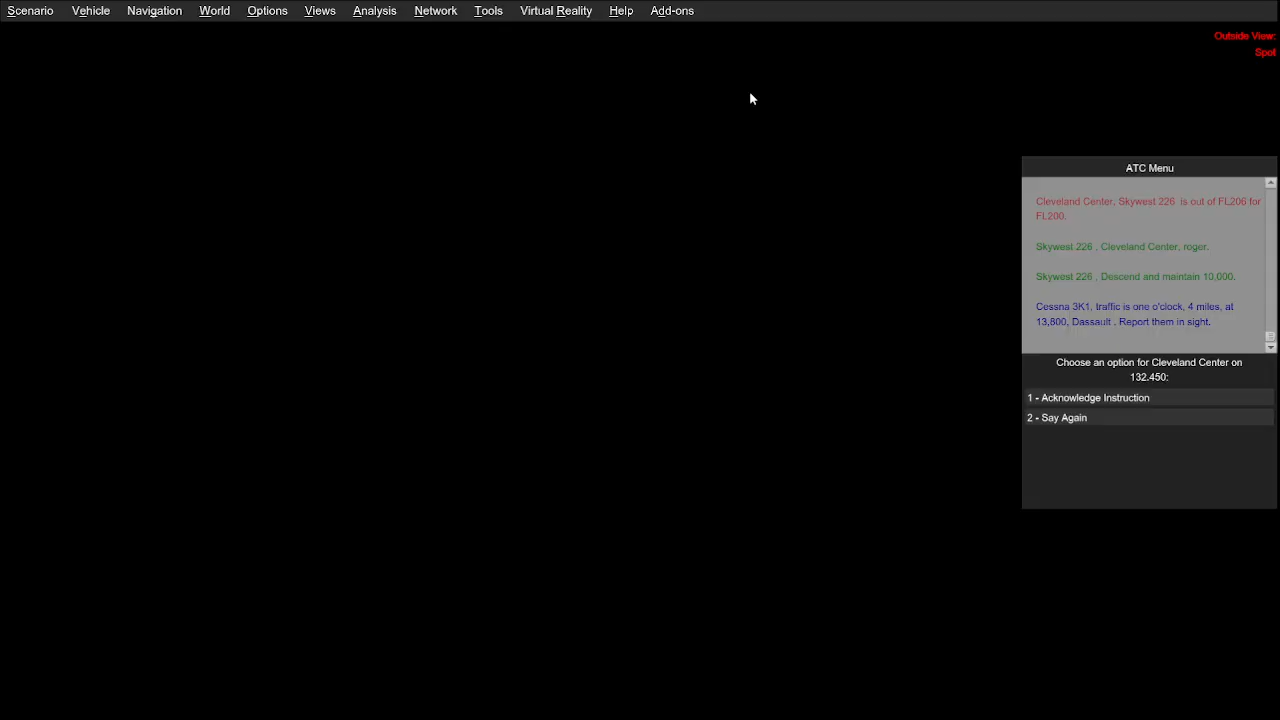 Scenario Vehicle Navigation World Options Views Analysis Network Tools Virtual Reality Help Add-ons
Outside View:
Spot
ATC Menu
Cleveland Center, Skywest 226 is out of FL206 for
FL200.
Skywest 226 , Cleveland Center, roger.
Skywest 226 , Descend and maintain 10,000.
Cessna 3K1, traffic is one o'clock, 4 miles, at
13,800, Dassault . Report them in sight.
Choose an option for Cleveland Center on
132.450:
1 - Acknowledge Instruction
2 - Say Again